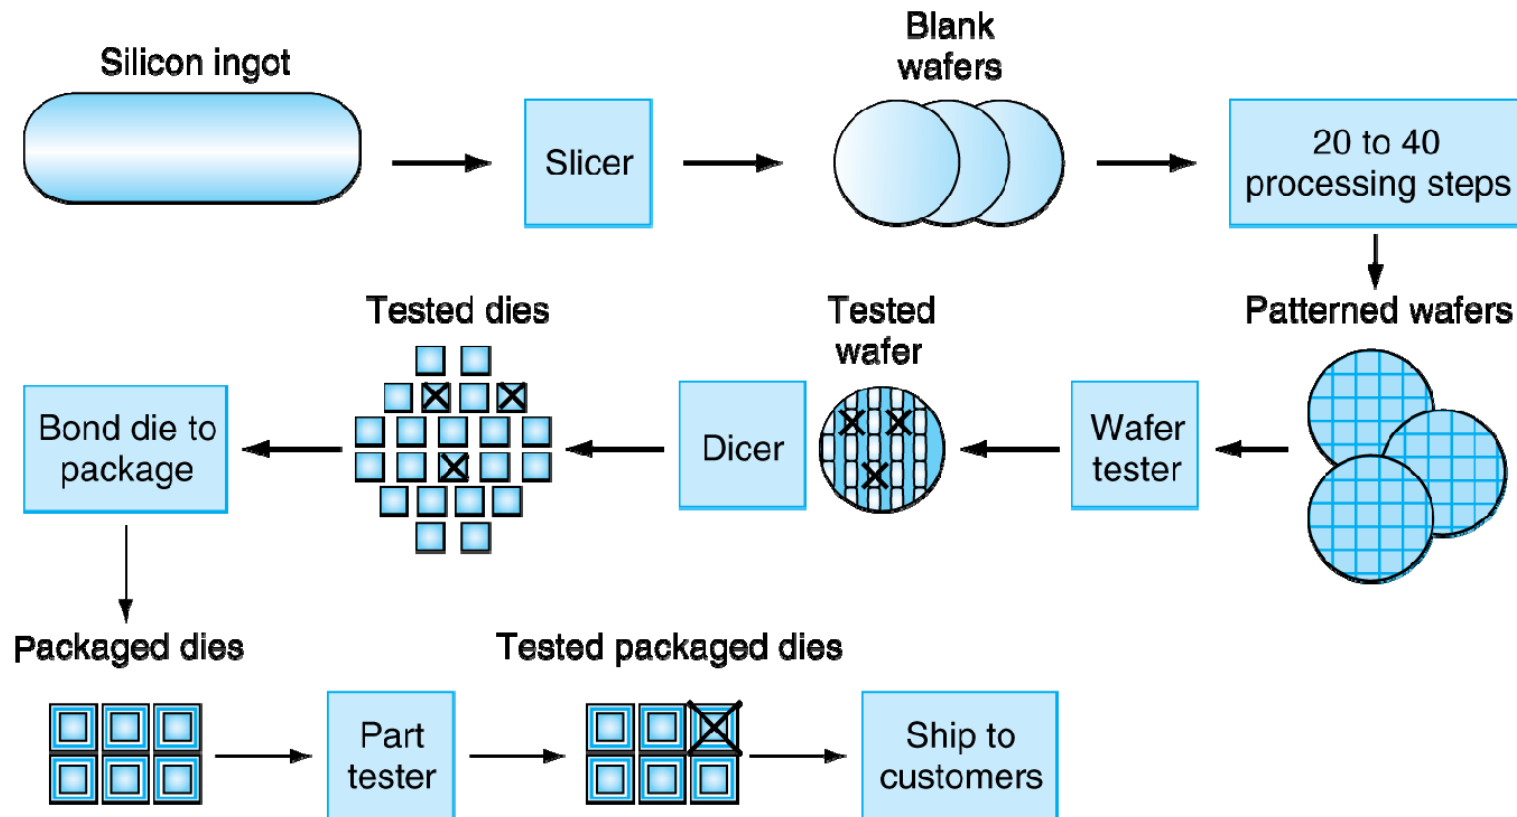 Silicon ingot
Slicer
Blank
wafers
20 to 40
processing steps
Tested dies
Tested
wafer
Patterned wafers
Bond die to
package
Dicer
Wafer
tester
Packaged dies
Tested packaged dies
Part
tester
Ship to
customers